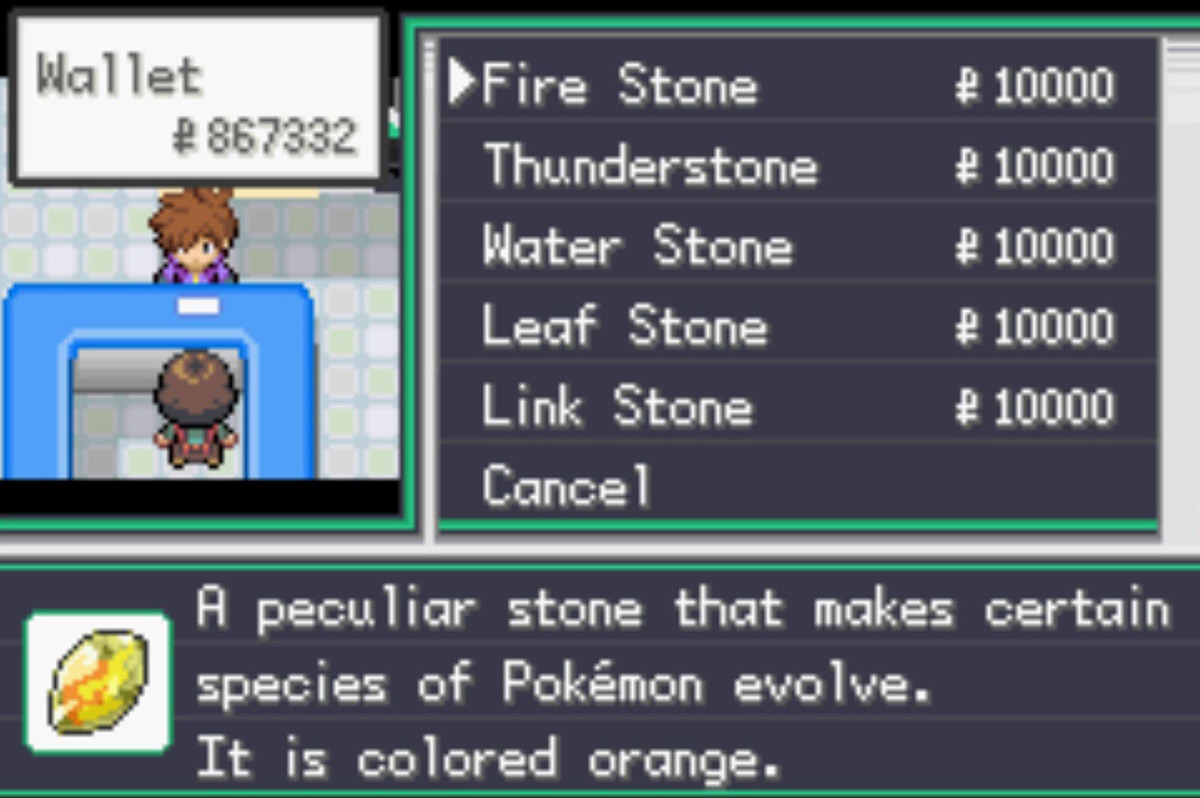 Wallet
₽867332
Fire Stone ₽10000
Thunderstone ₽10000
Water Stone ₽10000
Leaf Stone ₽10000
Link Stone ₽10000
Cancel
A peculiar stone that makes certain
species of Pokémon evolve.
It is colored orange.